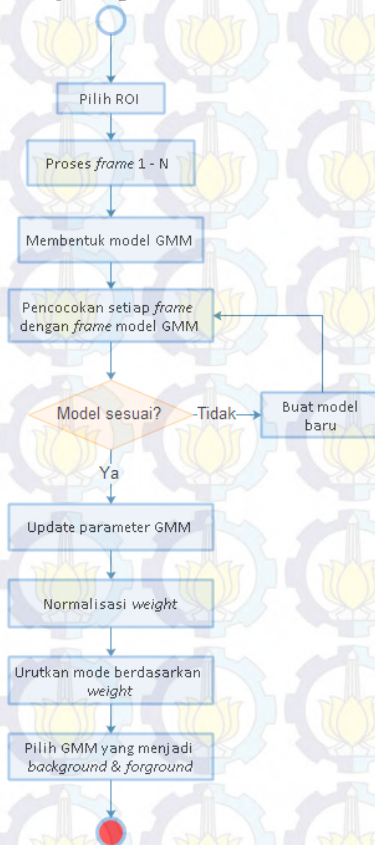 Pilih ROI
Proses frame 1 - N
Membentuk model GMM
Pencocokan setiap frame
dengan frame model GMM
Model sesuai?
Tidak
Buat model
baru
Ya
Update parameter GMM
Normalisasi weight
Urutkan mode berdasarkan
weight
Pilih GMM yang menjadi
background & forground